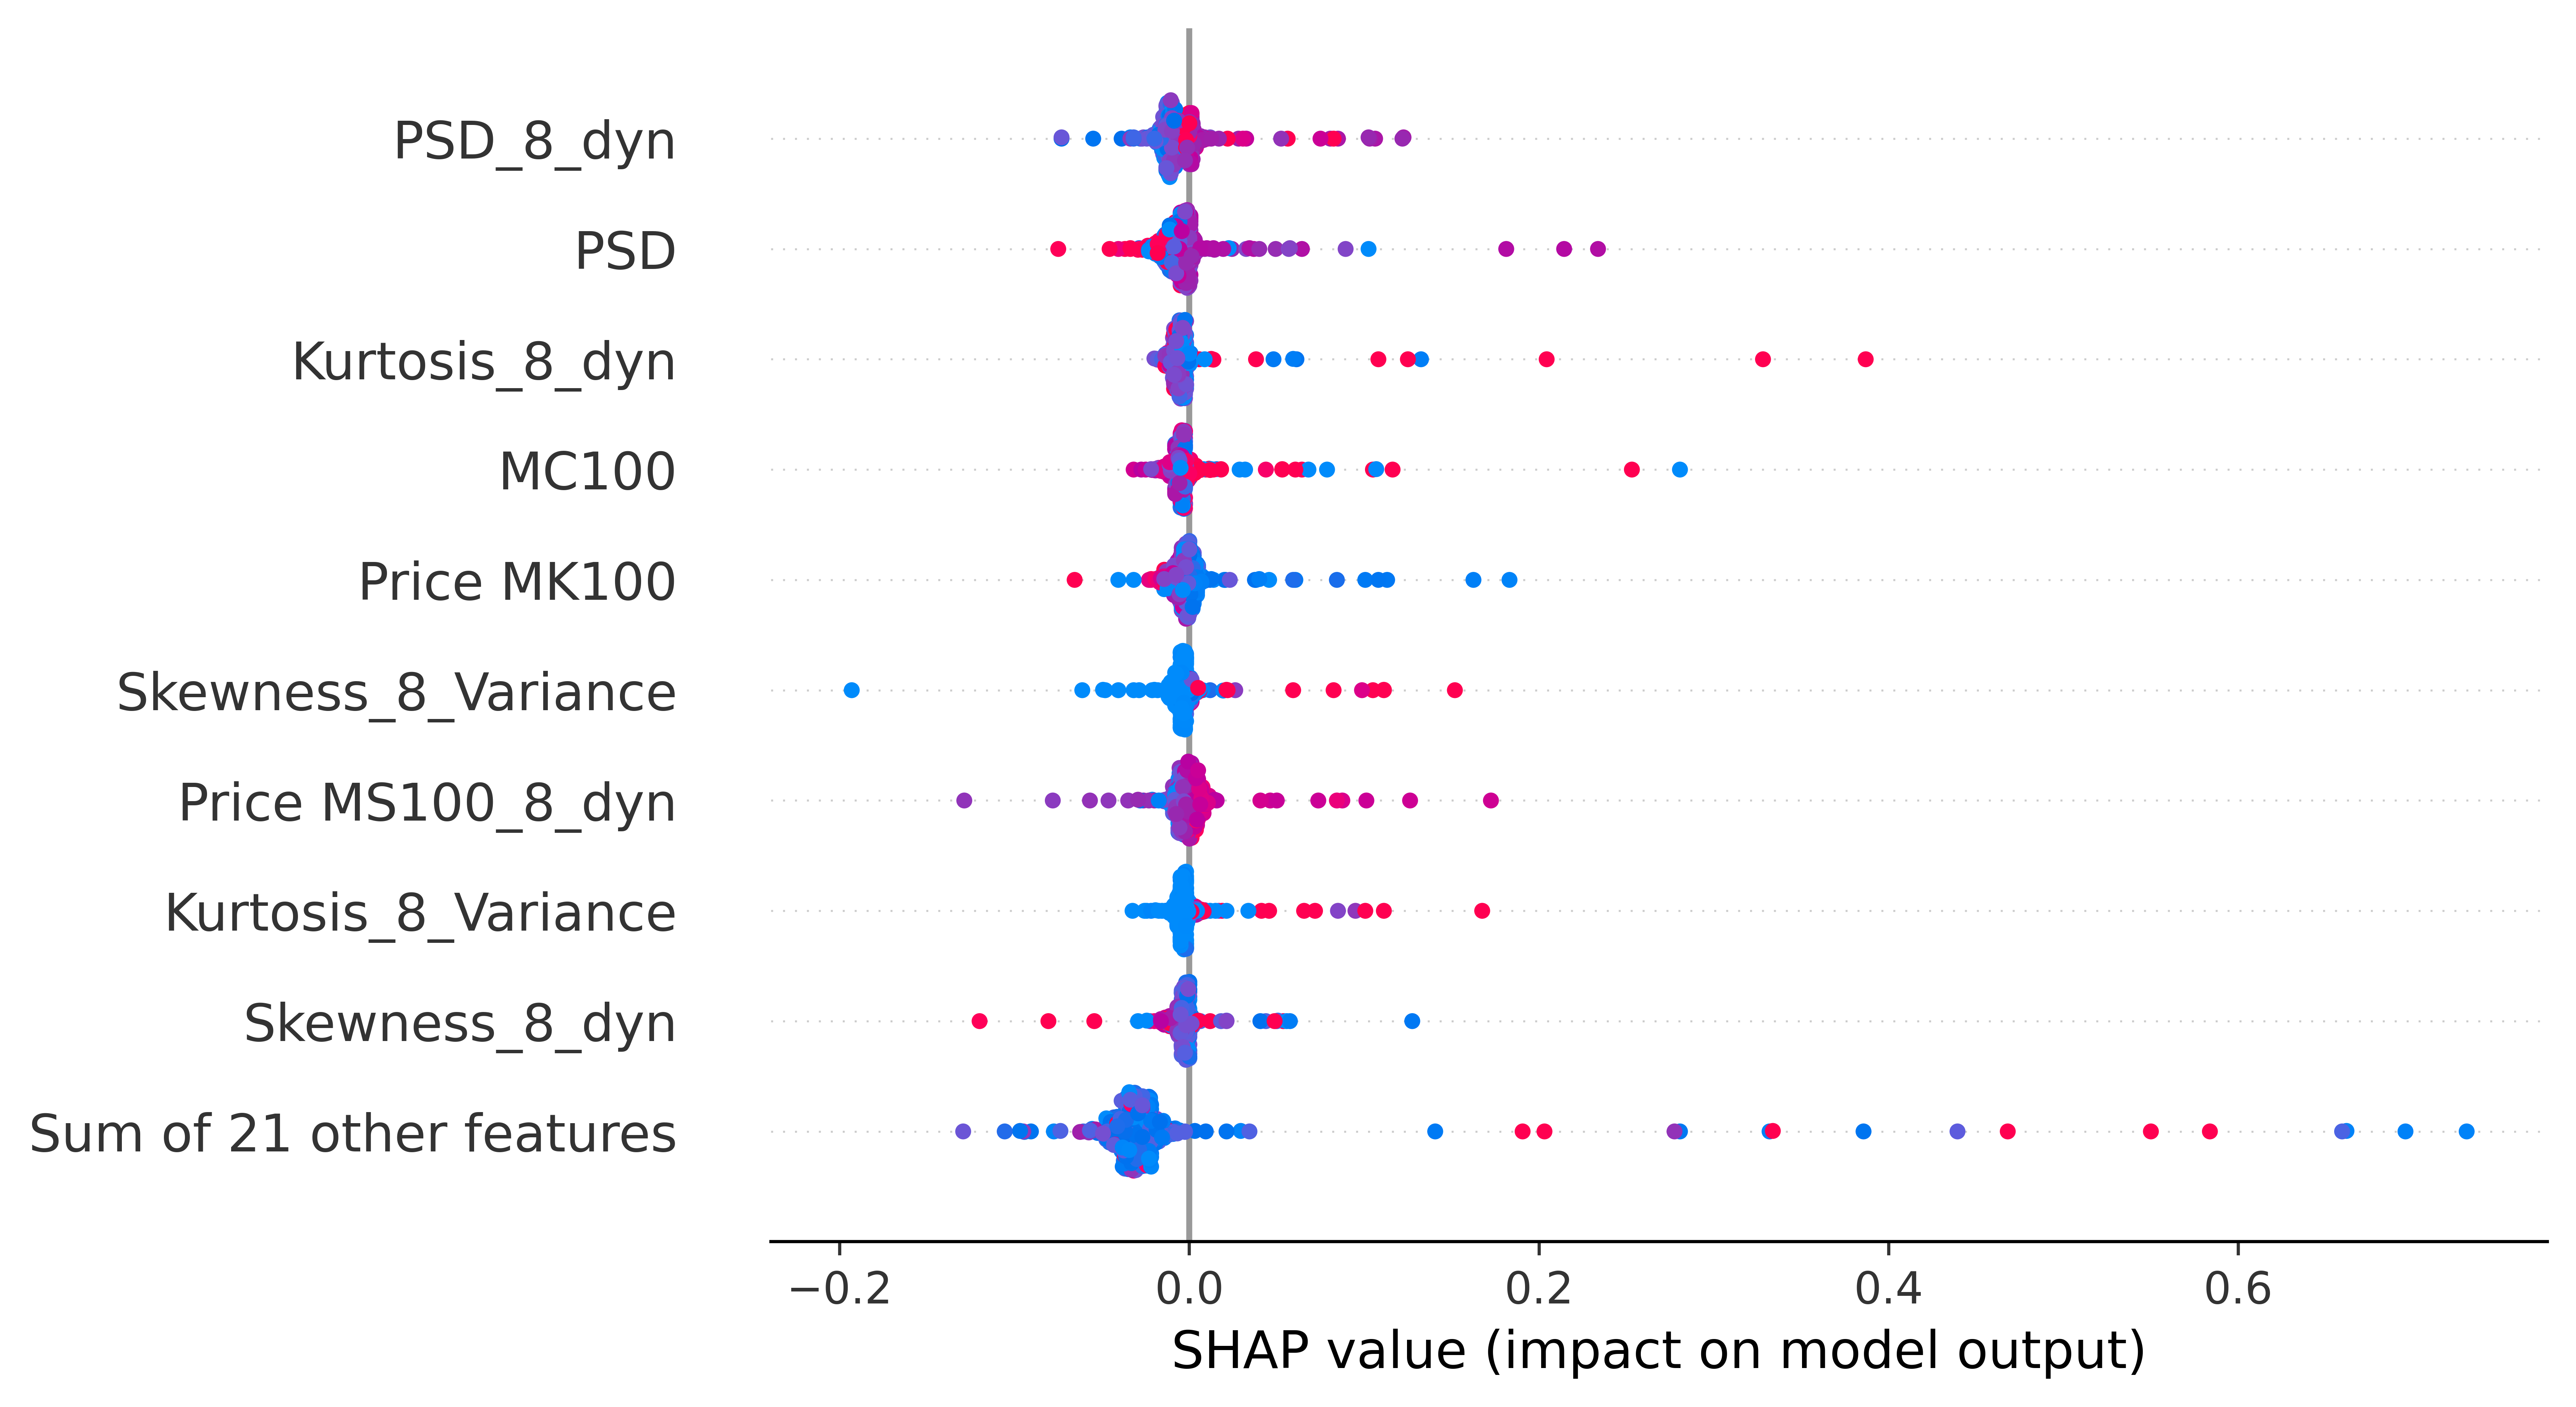 PSD_8_dyn
PSD
Kurtosis_8_dyn
MC100
Price MK100
Skewness_8_Variance
Price MS100_8_dyn
Kurtosis_8_Variance
Skewness_8_dyn
Sum of 21 other features
−0.2 0.0 0.2 0.4 0.6
SHAP value (impact on model output)